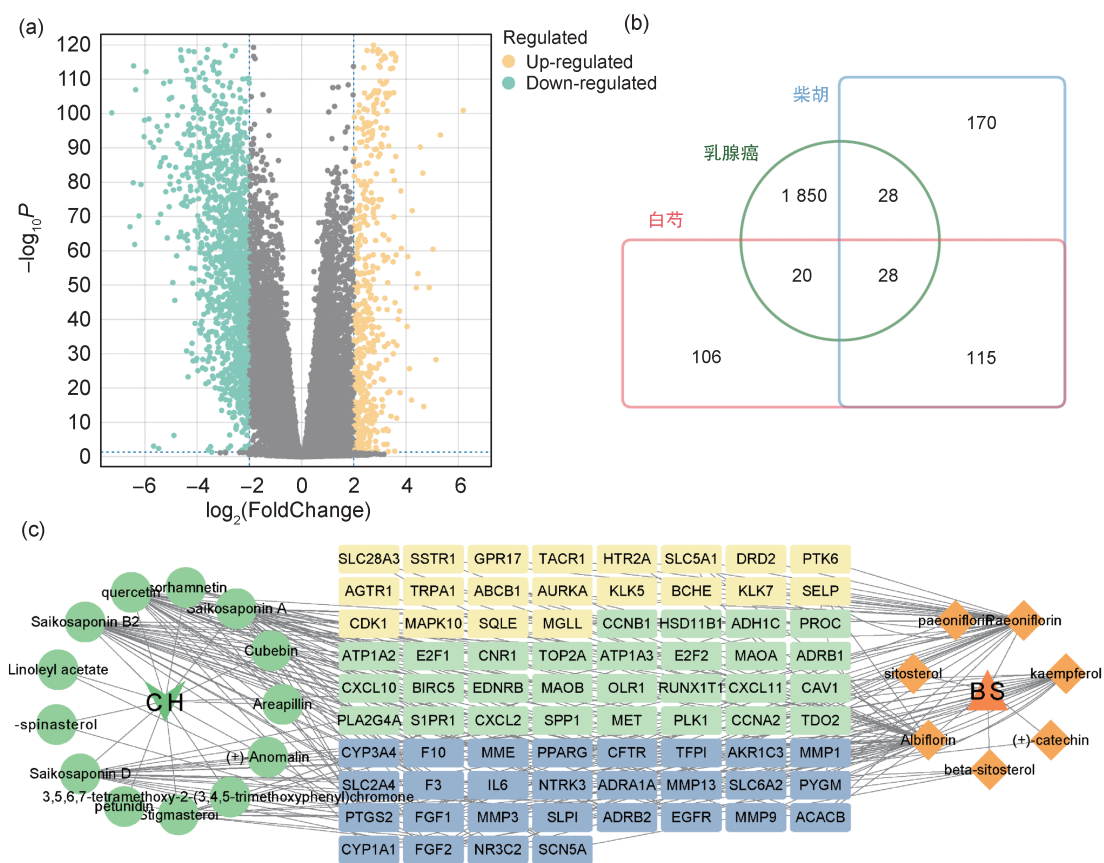 (a)
120
110
100
90
80
70
60
50
40
30
20
10
0
–log10P
–6 –4 –2 0 2 4 6
log2(FoldChange)
Regulated
Up-regulated
Down-regulated
(b)
柴胡
170
乳腺癌
1 850 28
白芍
20 28
106 115
(c)
quercetin
sorhamnetin
Saikosaponin A
Saikosaponin B2
Cubebin
Linoleyl acetate
CH
Areapillin
-spinasterol
(±)-Anomalin
Saikosaponin D
3,5,6,7-tetramethoxy-2-(3,4,5-trimethoxyphenyl)chromone
petunidin
Stigmasterol
SLC28A3 SSTR1 GPR17 TACR1 HTR2A SLC5A1 DRD2 PTK6
AGTR1 TRPA1 ABCB1 AURKA KLK5 BCHE KLK7 SELP
CDK1 MAPK10 SQLE MGLL CCNB1 HSD11B1 ADH1C PROC
ATP1A2 E2F1 CNR1 TOP2A ATP1A3 E2F2 MAOA ADRB1
CXCL10 BIRC5 EDNRB MAOB OLR1 RUNX1T1 CXCL11 CAV1
PLA2G4A S1PR1 CXCL2 SPP1 MET PLK1 CCNA2 TDO2
CYP3A4 F10 MME PPARG CFTR TFPI AKR1C3 MMP1
SLC2A4 F3 IL6 NTRK3 ADRA1A MMP13 SLC6A2 PYGM
PTGS2 FGF1 MMP3 SLPI ADRB2 EGFR MMP9 ACACB
CYP1A1 FGF2 NR3C2 SCN5A
paeoniflorin
Paeoniflorin
sitosterol
kaempferol
BS
Albiflorin
(±)-catechin
beta-sitosterol